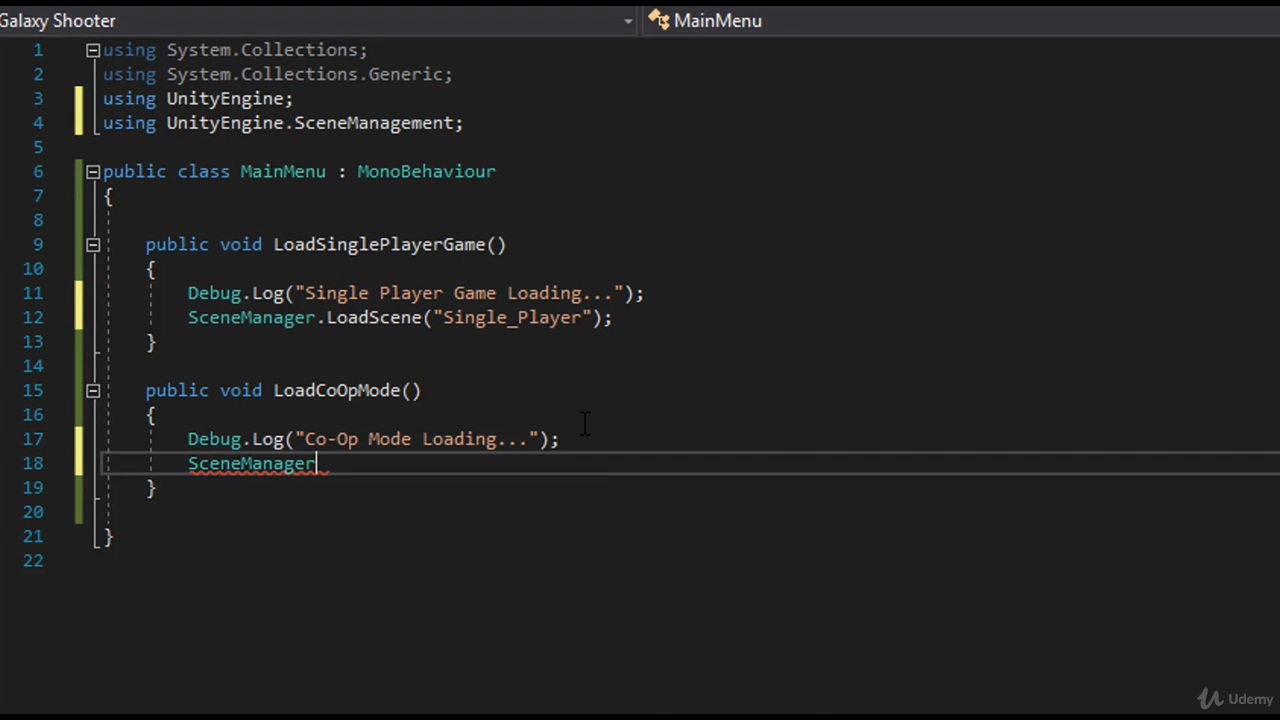 Galaxy Shooter
MainMenu
1 using System.Collections;
2 using System.Collections.Generic;
3 using UnityEngine;
4 using UnityEngine.SceneManagement;
5
6 public class MainMenu : MonoBehaviour
7 {
8
9 public void LoadSinglePlayerGame()
10 {
11 Debug.Log("Single Player Game Loading...");
12 SceneManager.LoadScene("Single_Player");
13 }
14
15 public void LoadCoOpMode()
16 {
17 Debug.Log("Co-Op Mode Loading...");
18 SceneManager
19 }
20
21 }
22
Udemy